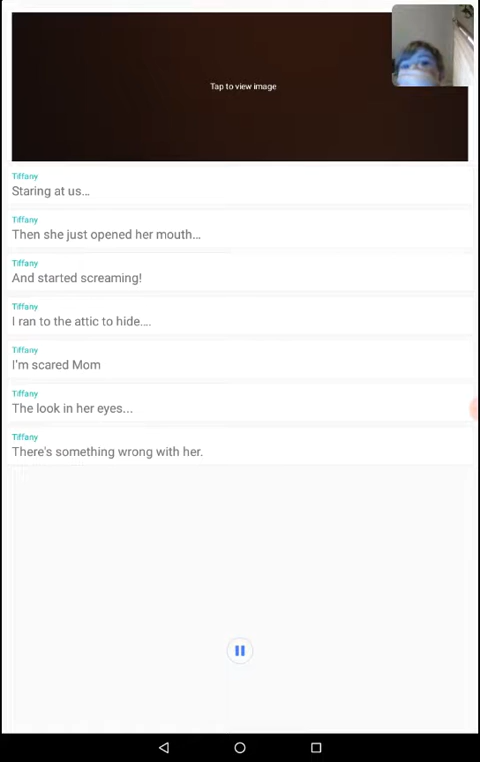 Tap to view image
Tiffany
Staring at us...
Tiffany
Then she just opened her mouth...
Tiffany
And started screaming!
Tiffany
I ran to the attic to hide....
Tiffany
I'm scared Mom
Tiffany
The look in her eyes...
Tiffany
There's something wrong with her.